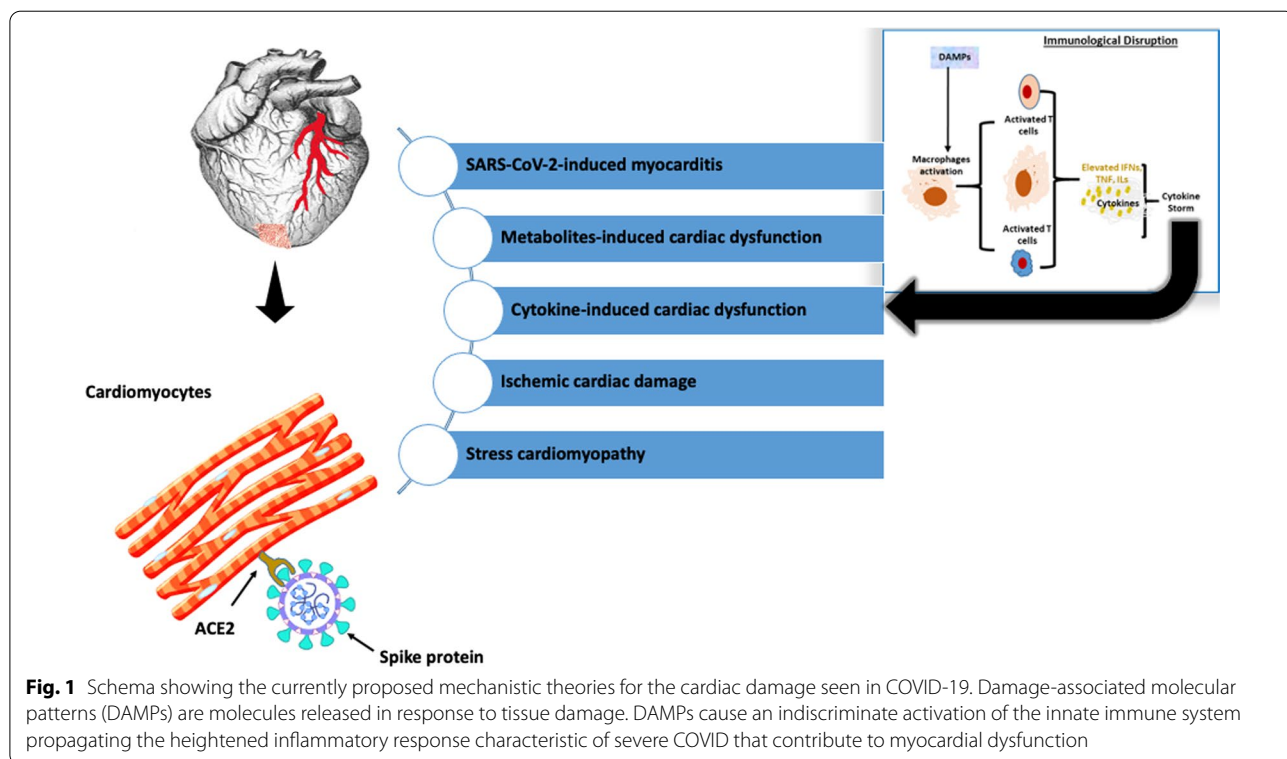 Immunological Disruption
DAMPs
Activated T
cells
Macrophages
activation
Elevated IFNs,
TNF, ILs
Cytokines
Cytokine
Storm
Activated T
cells
SARS-CoV-2-induced myocarditis
Metabolites-induced cardiac dysfunction
Cytokine-induced cardiac dysfunction
Ischemic cardiac damage
Stress cardiomyopathy
Cardiomyocytes
ACE2
Spike protein
Fig. 1 Schema showing the currently proposed mechanistic theories for the cardiac damage seen in COVID-19. Damage-associated molecular
patterns (DAMPs) are molecules released in response to tissue damage. DAMPs cause an indiscriminate activation of the innate immune system
propagating the heightened inflammatory response characteristic of severe COVID that contribute to myocardial dysfunction